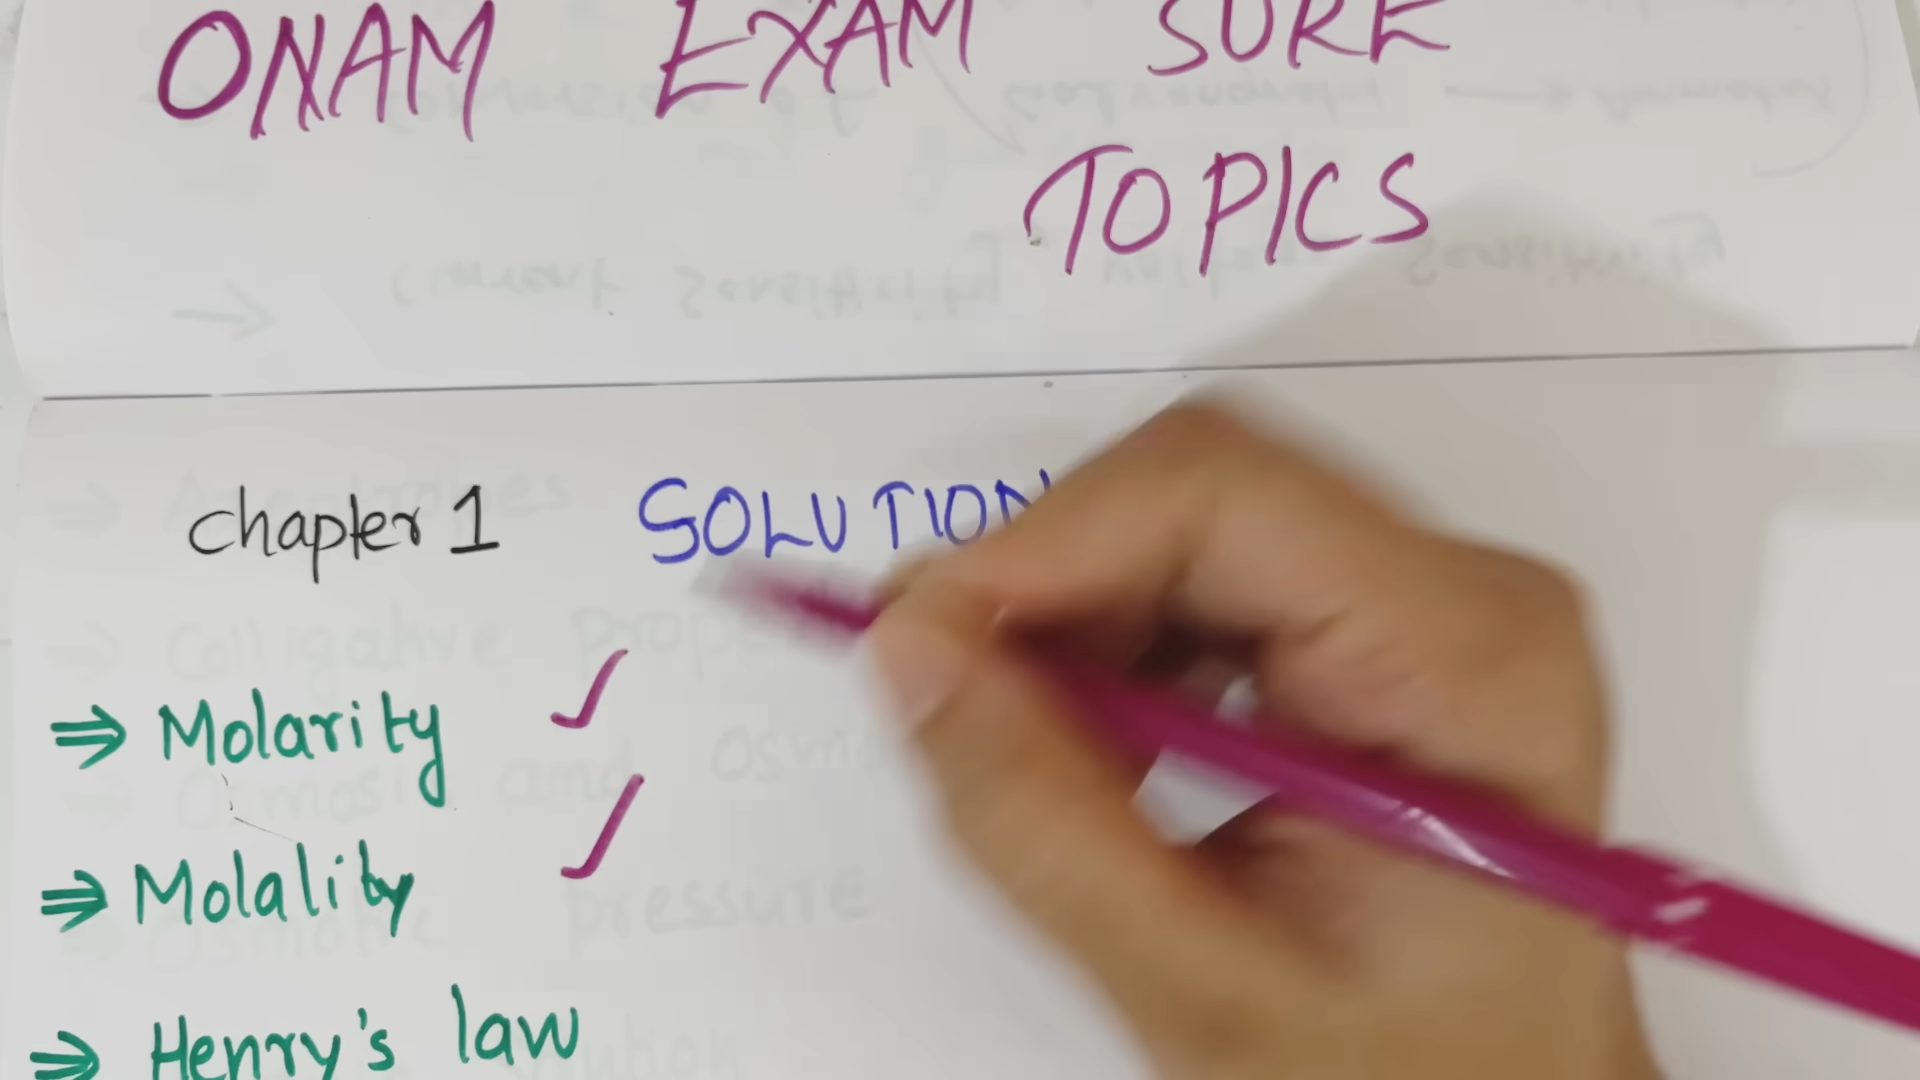 ONAM EXAM SURE
TOPICS
Chapter 1 SOLUTION
⇒ Molarity ✓
⇒ Molality ✓
⇒ Henry's law